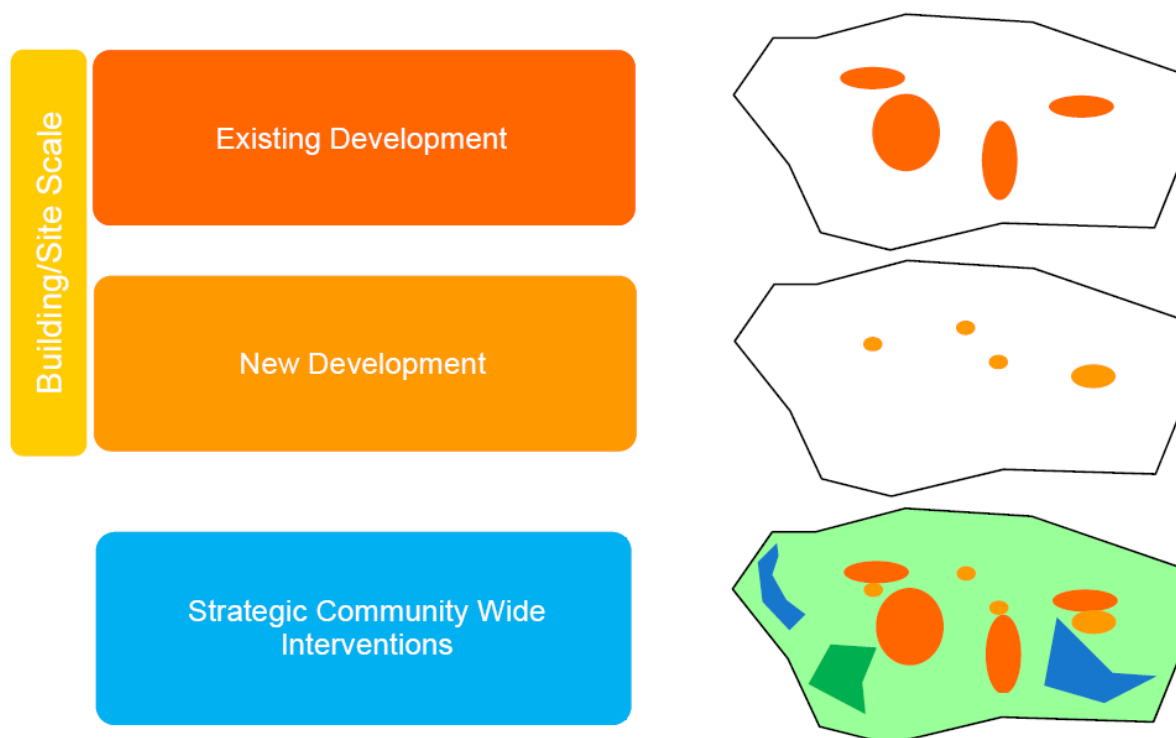 Building/Site Scale
Existing Development
New Development
Strategic Community Wide
Interventions